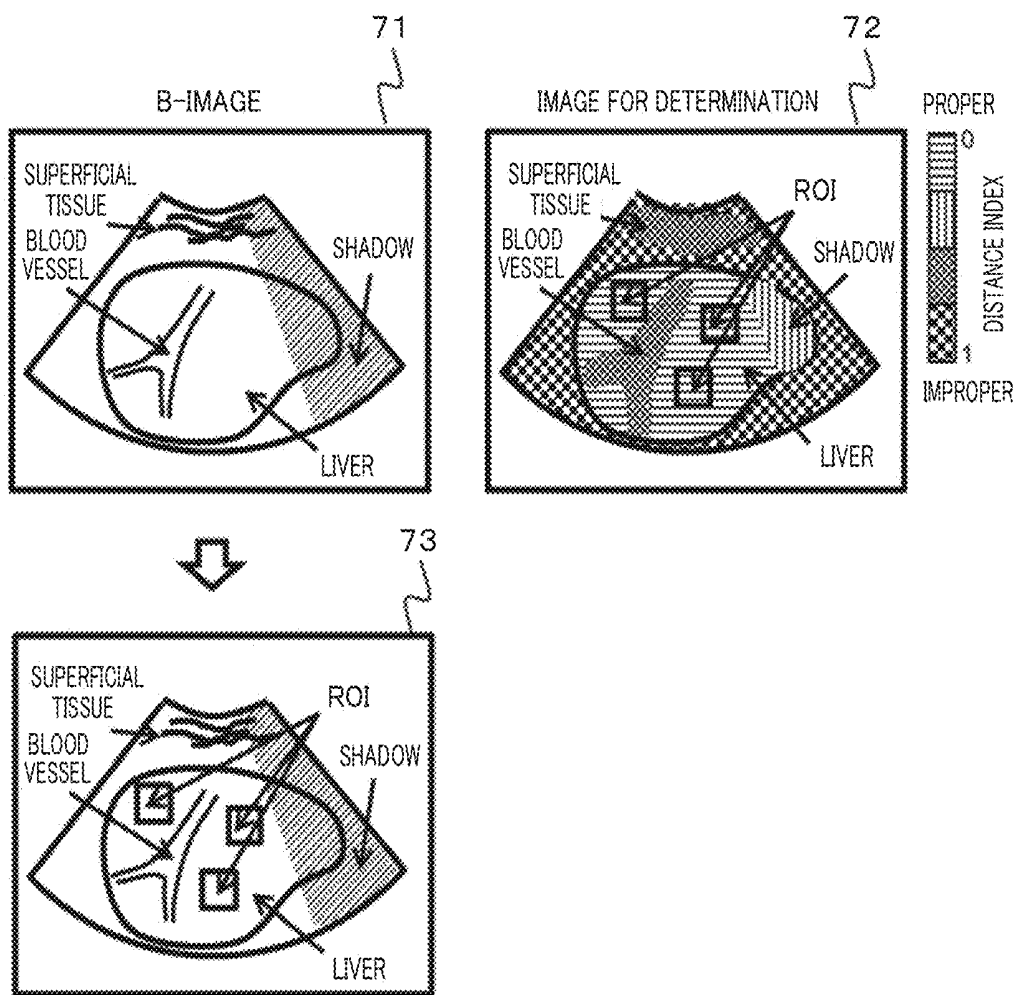 71
B-IMAGE
SUPERFICIAL
TISSUE
BLOOD
VESSEL
SHADOW
LIVER
72
IMAGE FOR DETERMINATION
SUPERFICIAL
TISSUE
BLOOD
VESSEL
ROI
SHADOW
LIVER
PROPER
0
DISTANCE INDEX
1
IMPROPER
73
SUPERFICIAL
TISSUE
BLOOD
VESSEL
ROI
SHADOW
LIVER